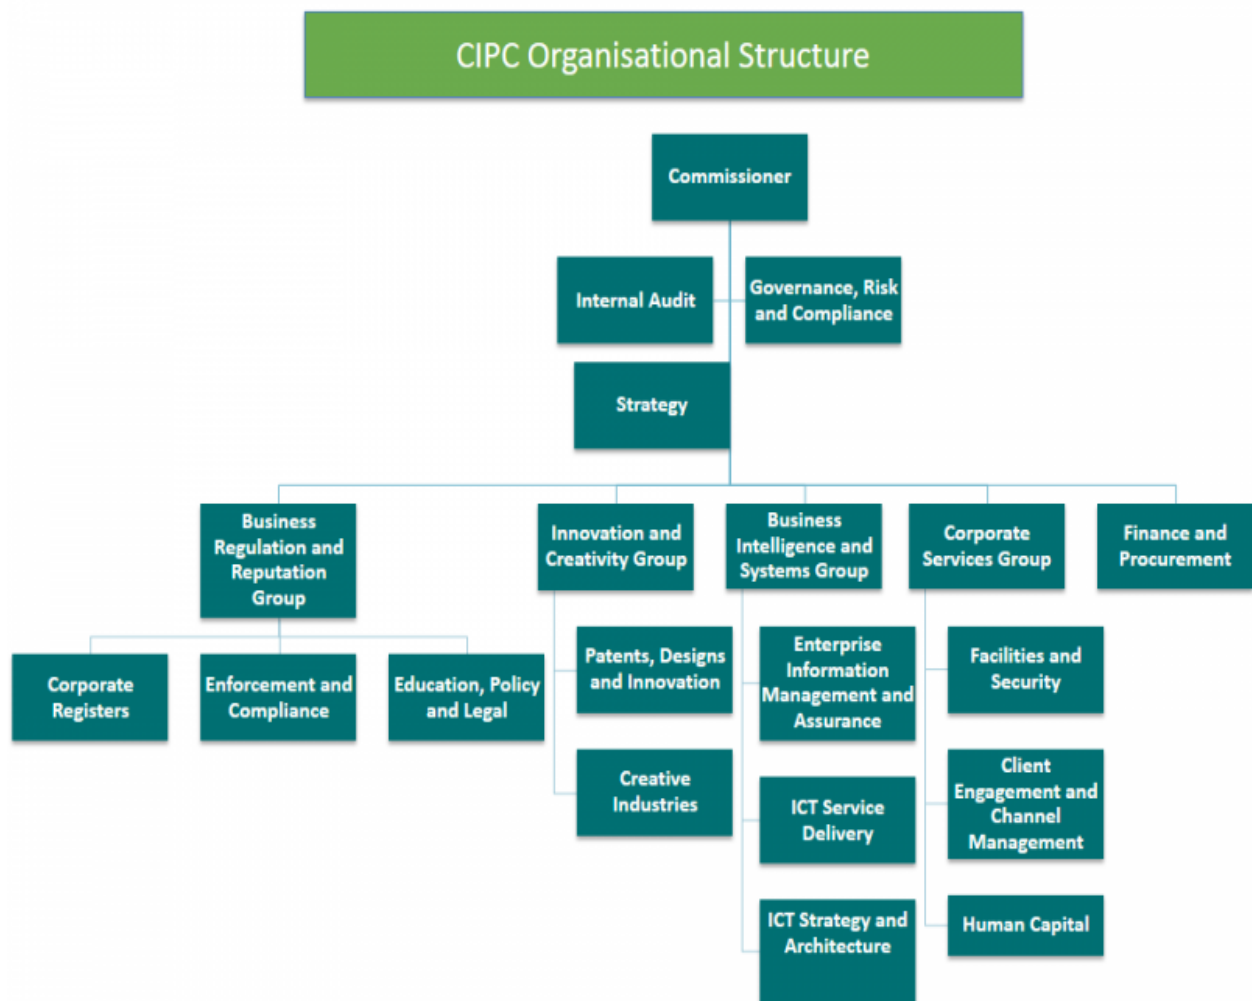 CIPC Organisational Structure
Commissioner
Internal Audit
Governance, Risk
and Compliance
Strategy
Business
Regulation and
Reputation
Group
Innovation and
Creativity Group
Business
Intelligence and
Systems Group
Corporate
Services Group
Finance and
Procurement
Corporate
Registers
Enforcement and
Compliance
Education, Policy
and Legal
Patents, Designs
and Innovation
Creative
Industries
Enterprise
Information
Management and
Assurance
ICT Service
Delivery
ICT Strategy and
Architecture
Facilities and
Security
Client
Engagement and
Channel
Management
Human Capital